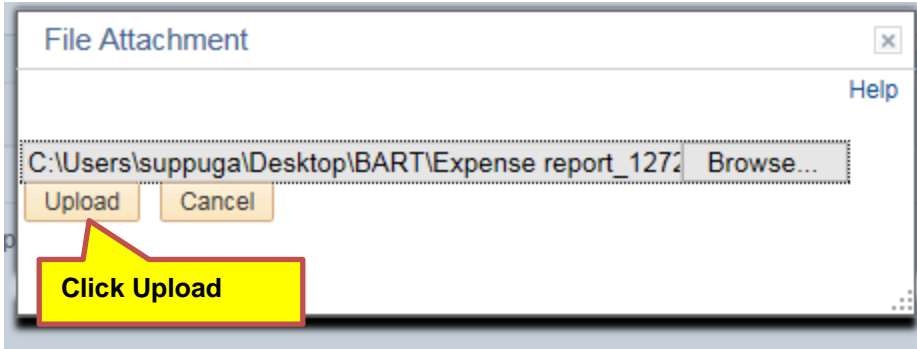 File Attachment
Help
C:\Users\suppuga\Desktop\BART\Expense report_1272 Browse...
Upload Cancel
Click Upload